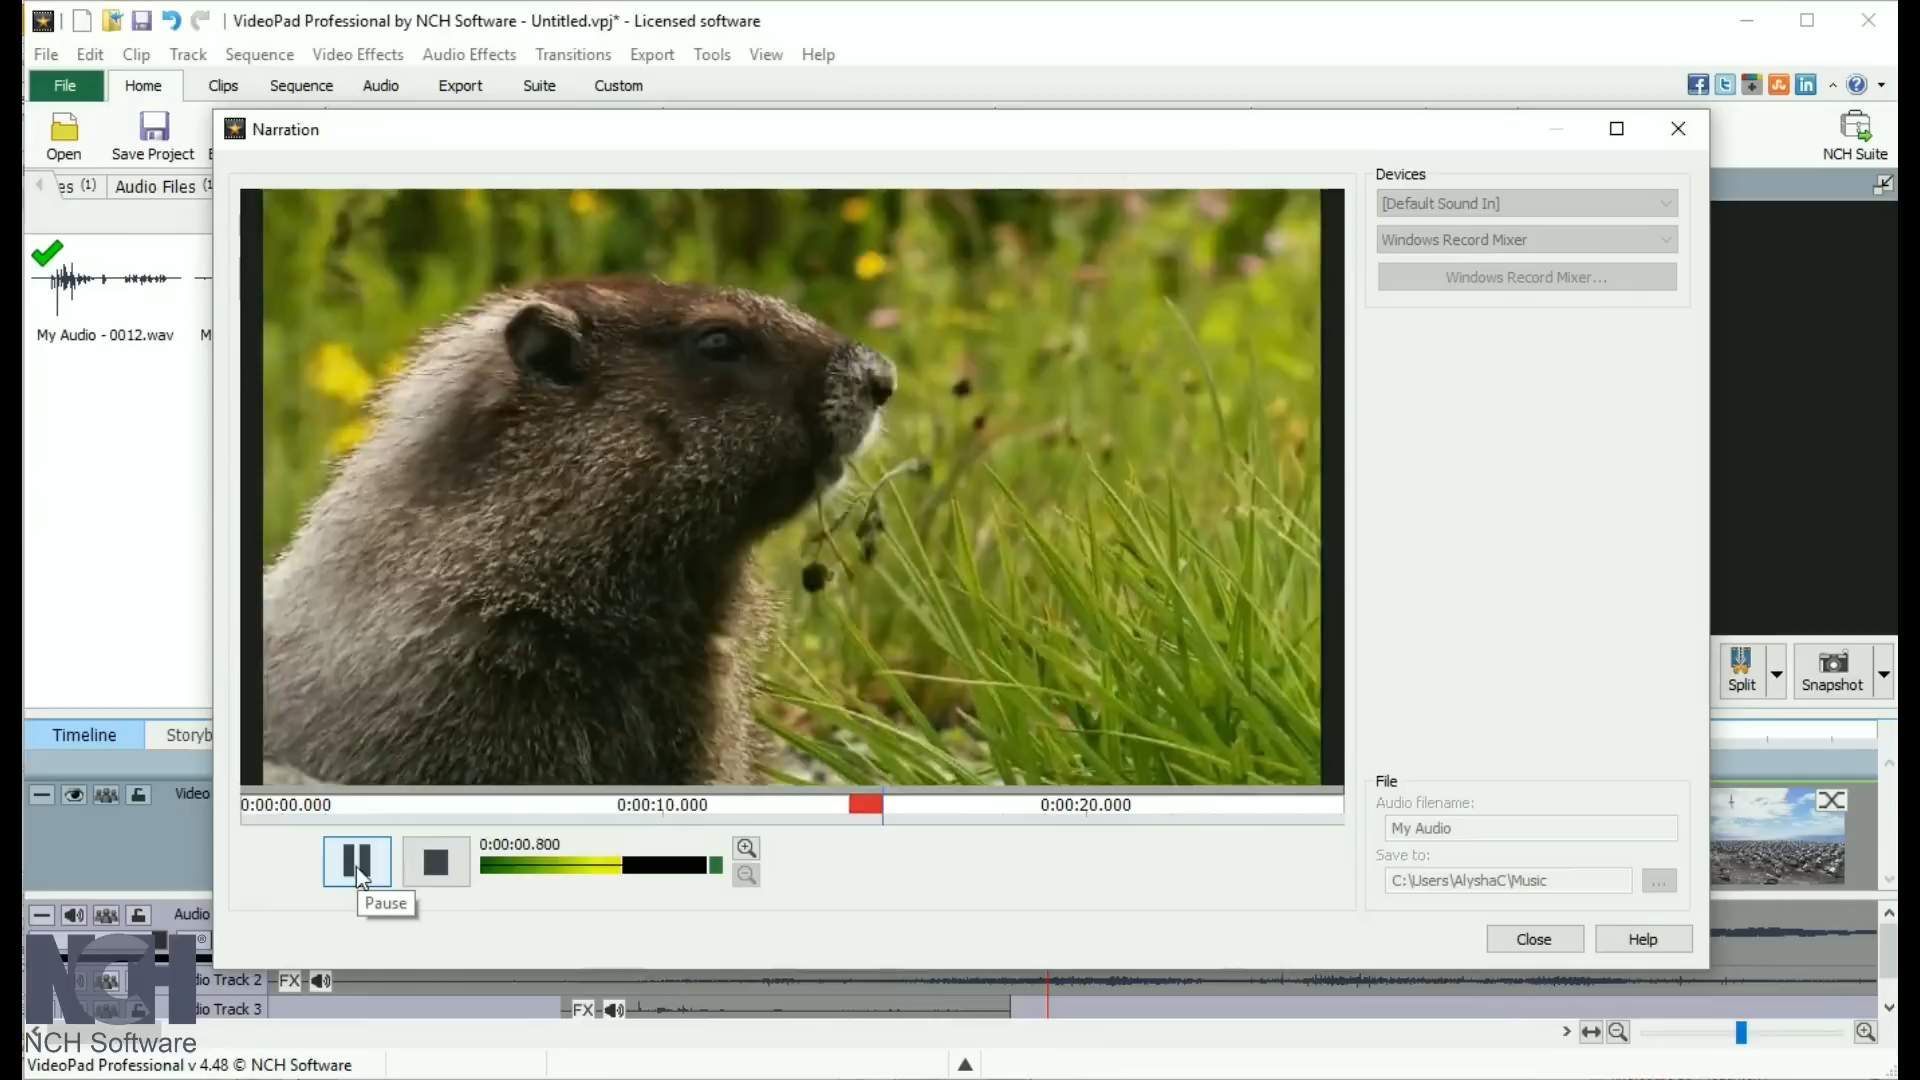 VideoPad Professional by NCH Software - Untitled.vpj* - Licensed software
File Edit Clip Track Sequence Video Effects Audio Effects Transitions Export Tools View Help
File Home Clips Sequence Audio Export Suite Custom
Open Save Project NCH Suite
Narration
es (1) Audio Files (1
Devices
[Default Sound In]
Windows Record Mixer
Windows Record Mixer...
My Audio - 0012.wav M
Split Snapshot
Timeline Storyb
File
Audio filename:
My Audio
Save to:
C:\Users\AlyshaC\Music
...
0:00:00.000 0:00:10.000 0:00:20.000
0:00:00.800
Pause
Close Help
Video
Audio
dio Track 2 FX
dio Track 3 FX
NCH
NCH Software
VideoPad Professional v 4.48 © NCH Software